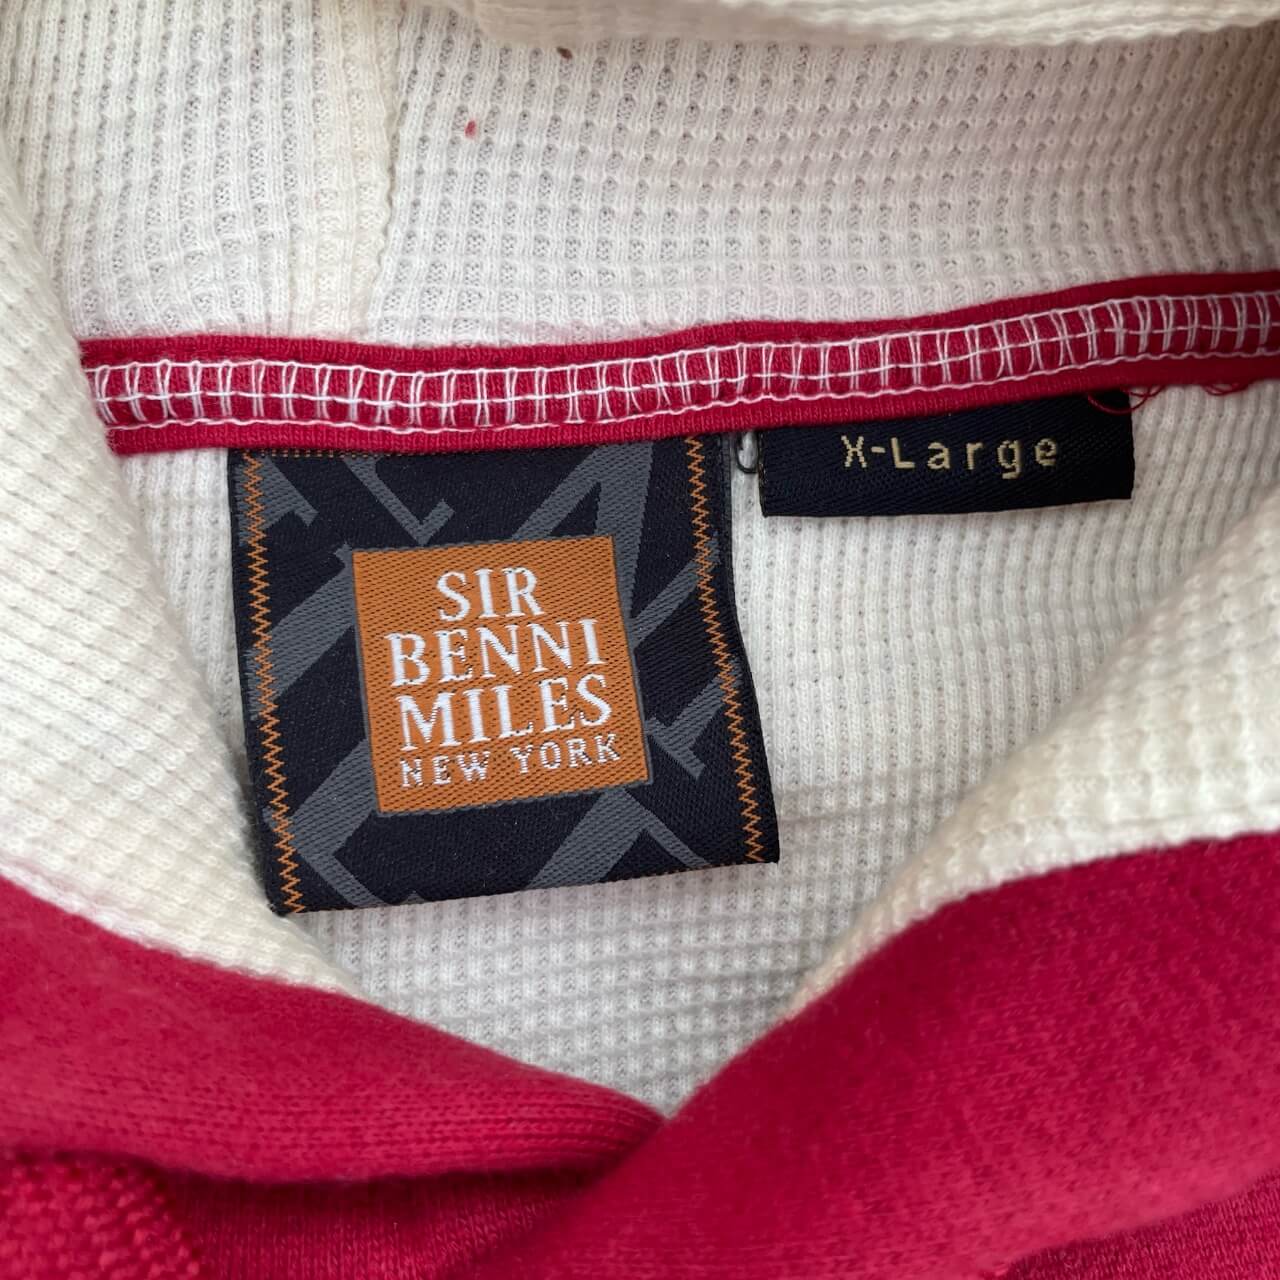 X-Large
SIR
BENNI
MILES
NEW YORK